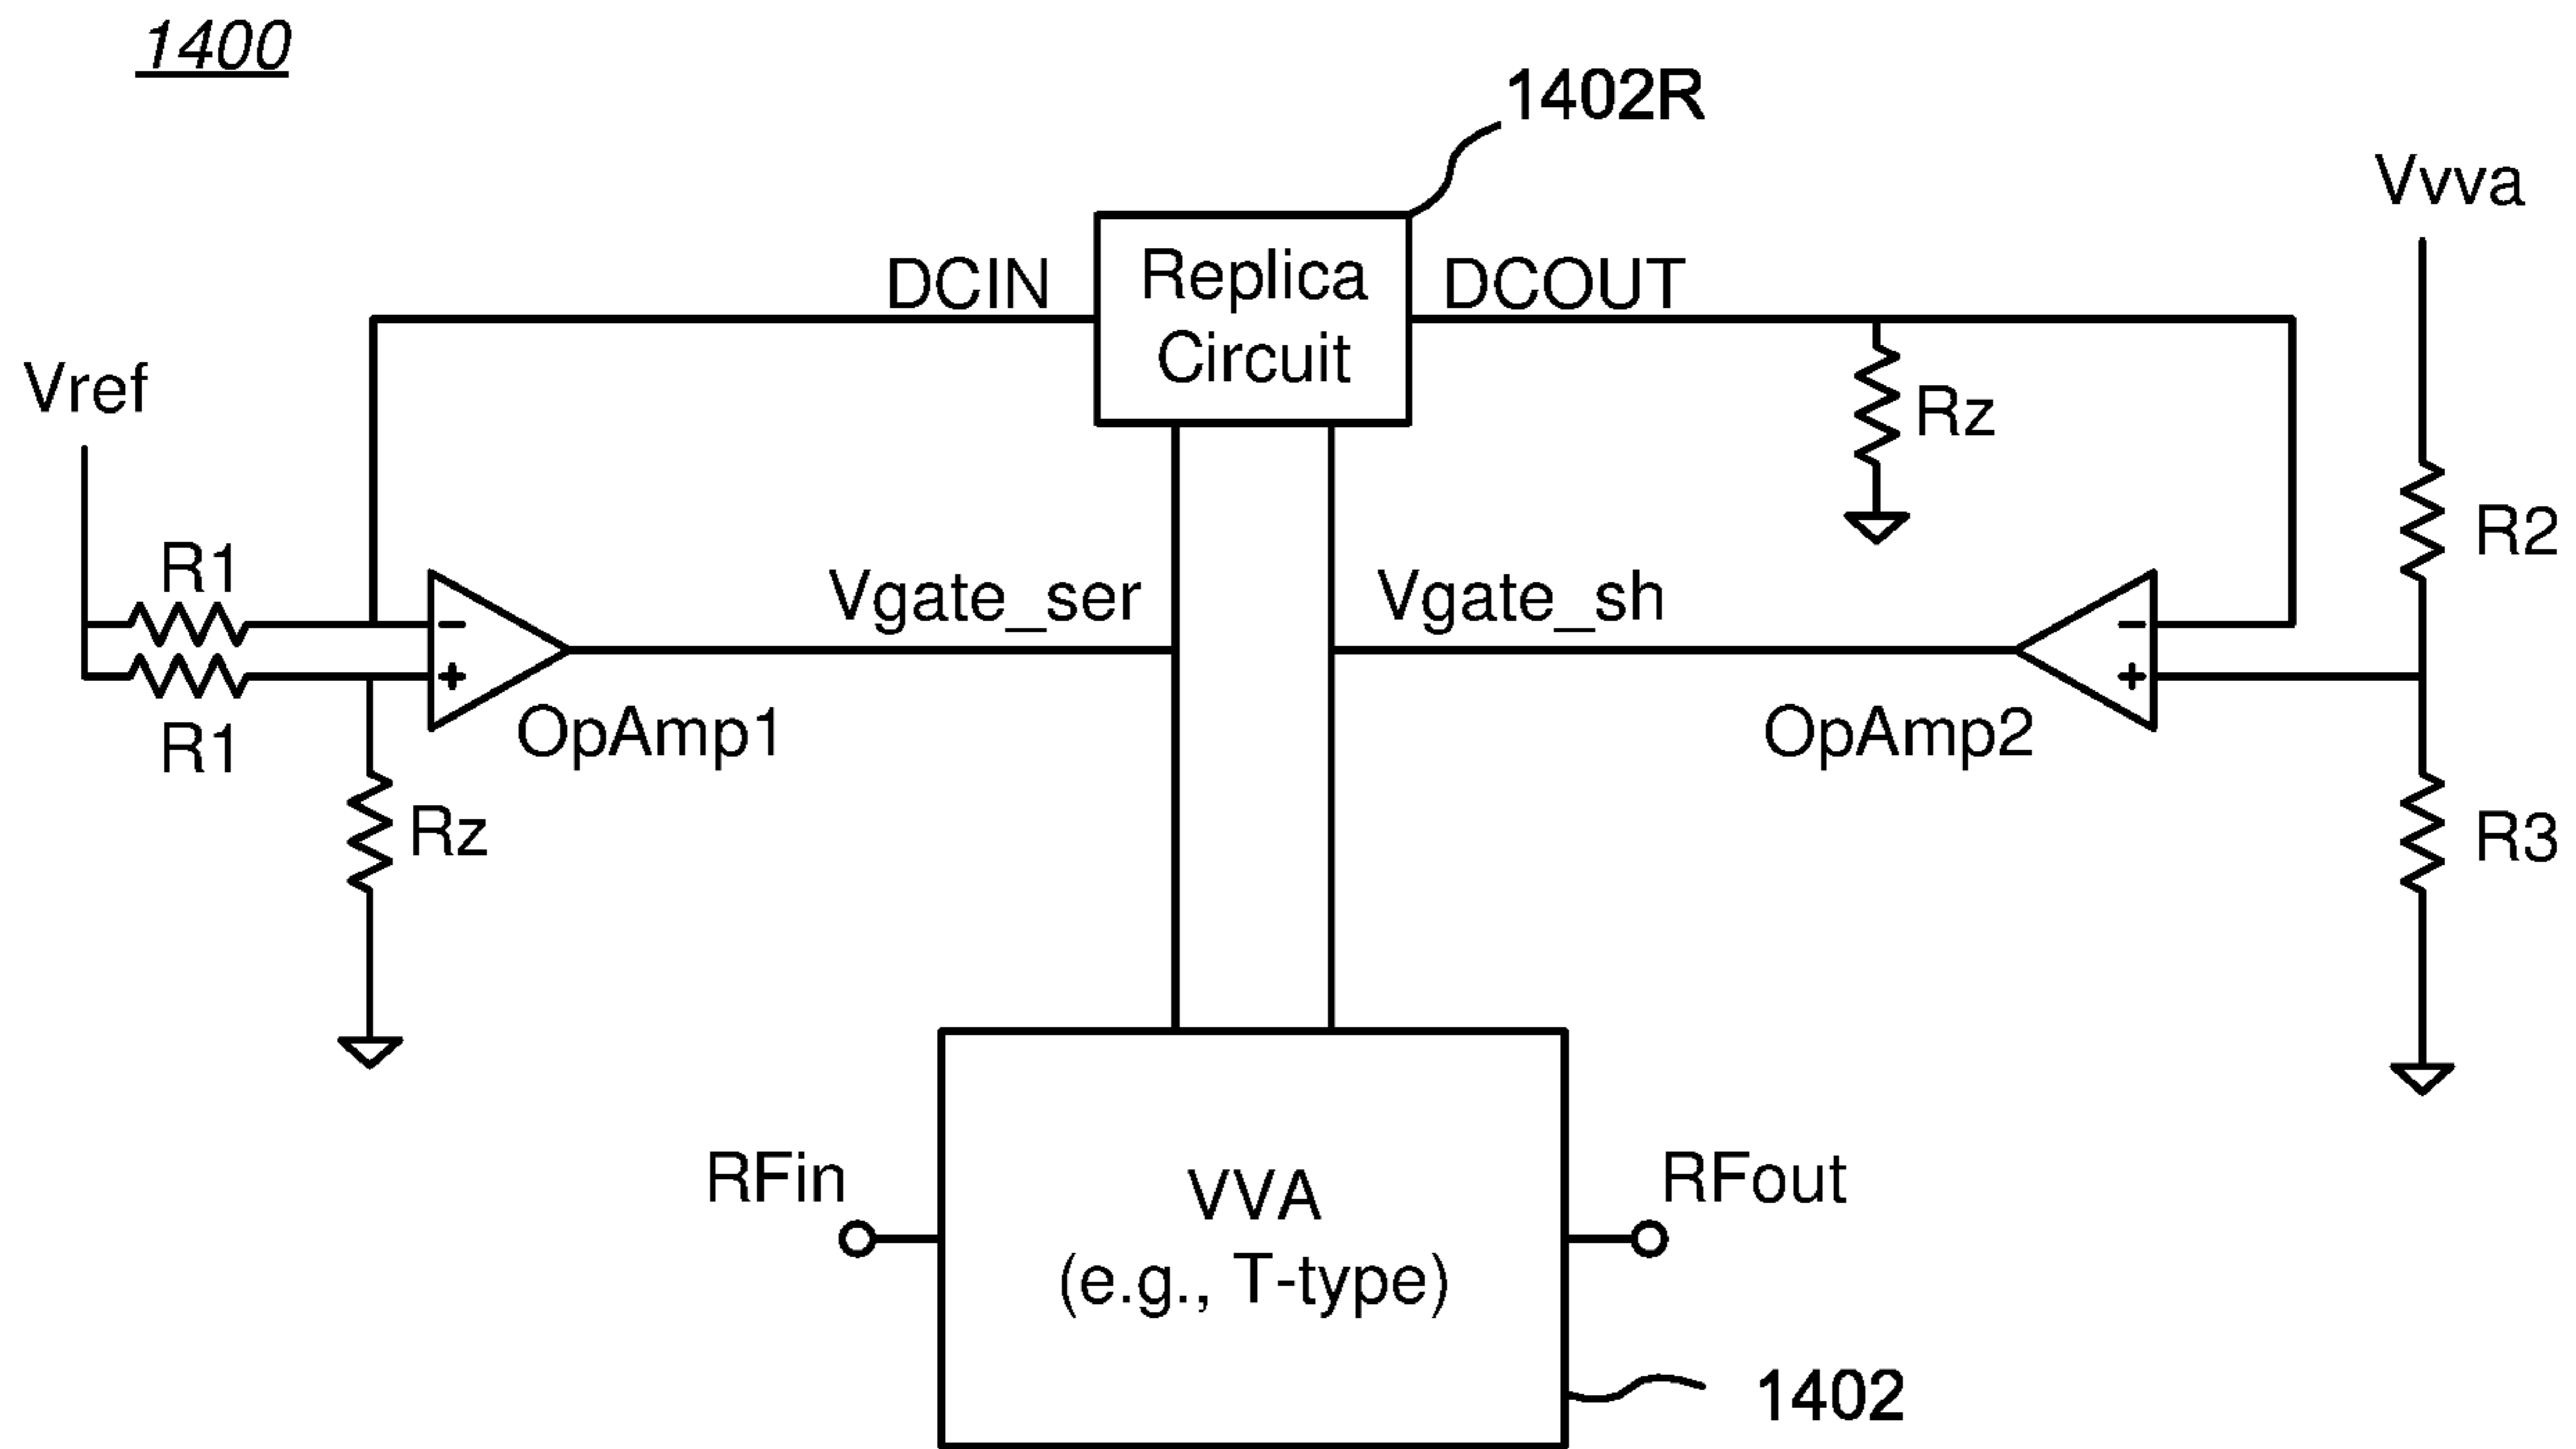 1400
1402R
Vvva
DCIN
Replica
Circuit
DCOUT
Vref
Rz
R2
R1
Vgate_ser
Vgate_sh
−
+
−
+
R1
OpAmp1
OpAmp2
Rz
R3
RFin
VVA
(e.g., T-type)
RFout
1402